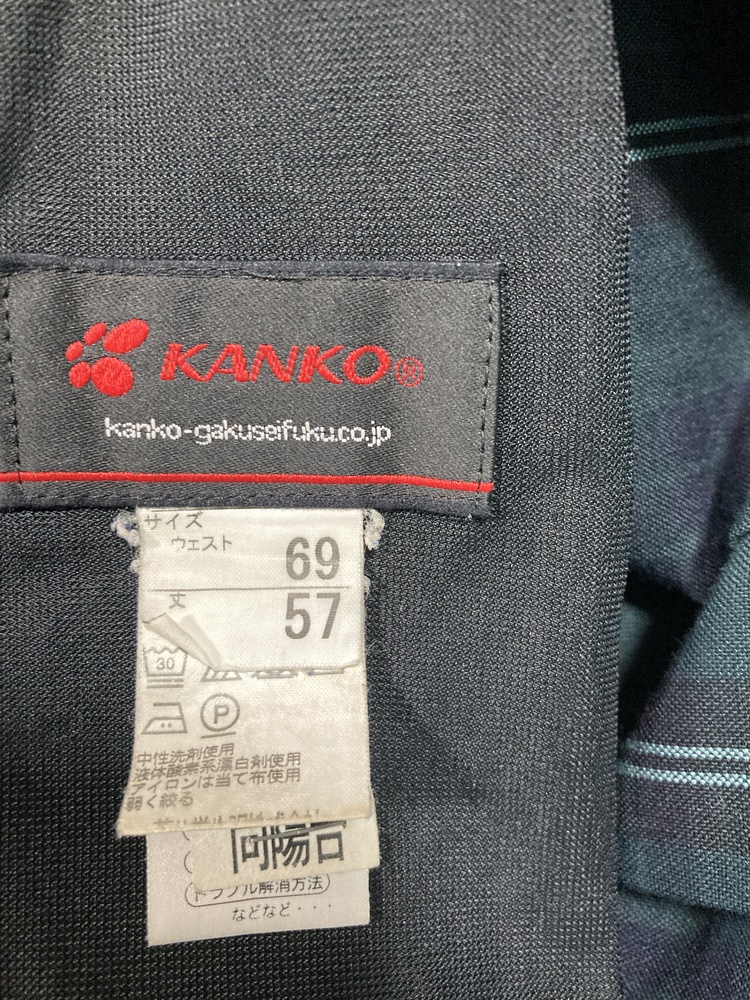 KANKO®
kanko-gakuseifuku.co.jp
サイズ
ウエスト 69
丈 57
30
P
中性洗剤使用
液体酸素系漂白剤使用
アイロンは当て布使用
弱く絞る
向陽台
トラブル解消方法
などなど・・・